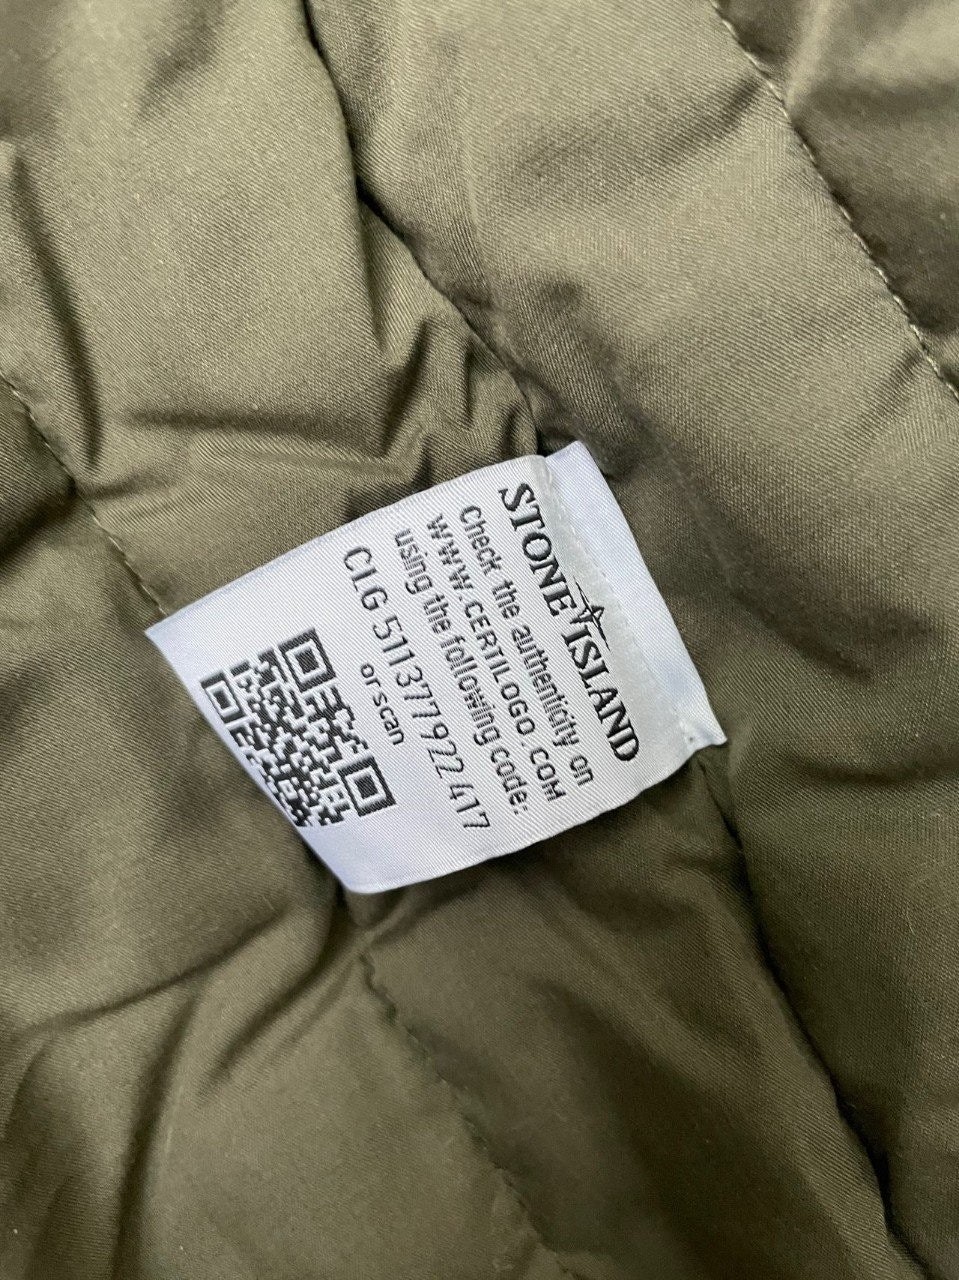 STONE ISLAND
Check the authenticity on
WWW.CERTILOGO.COM
using the following code:
CLG 511377922417
or scan